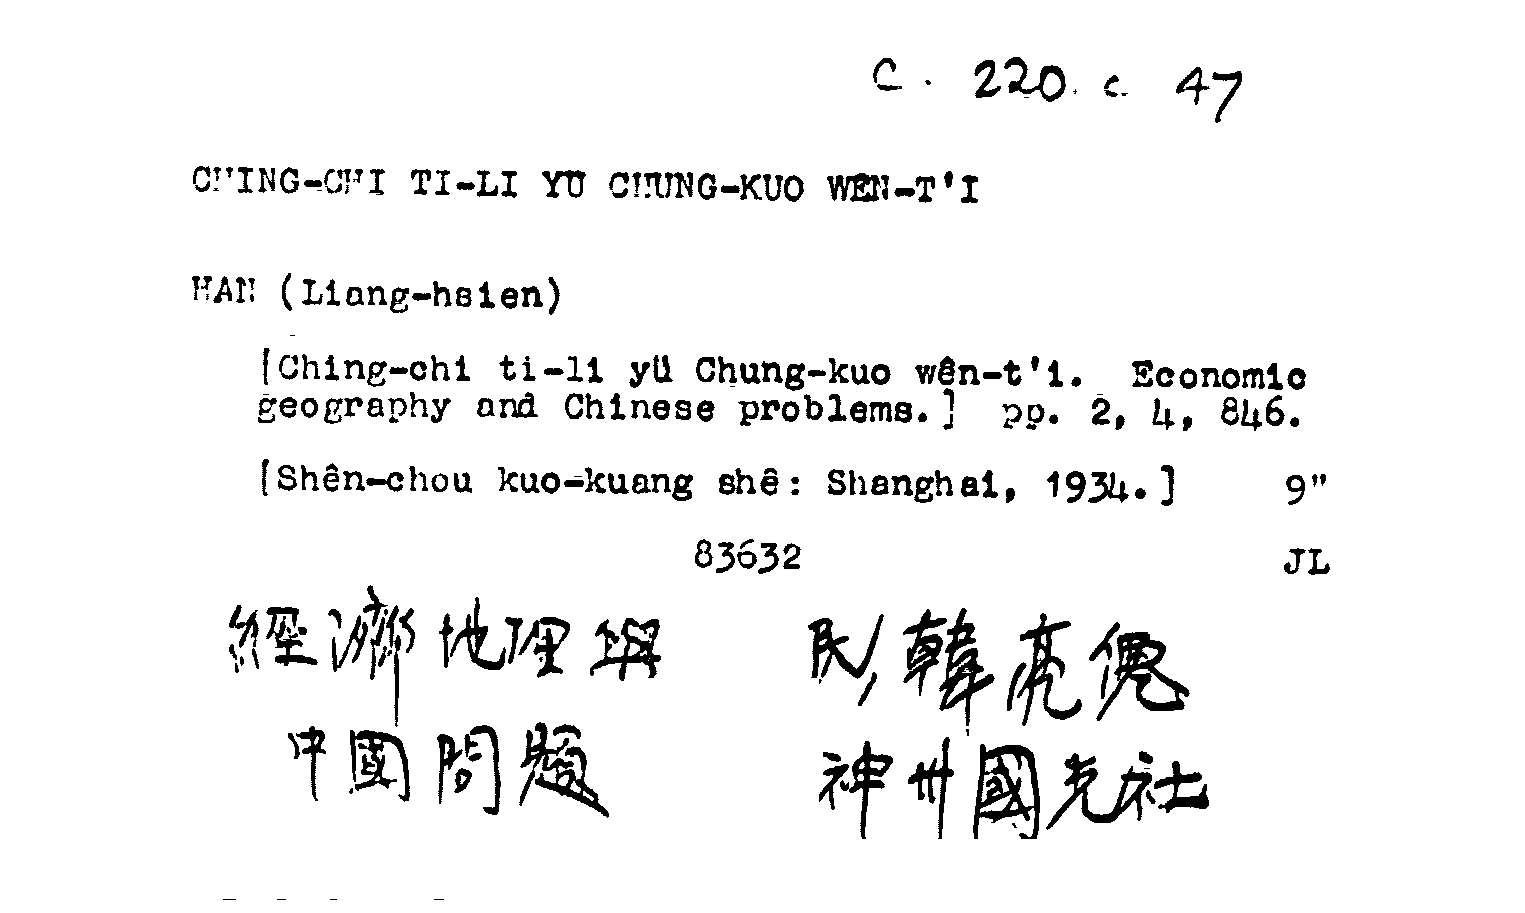 C. 220. c. 47
CHING-CHI TI-LI YÜ CHUNG-KUO WÊN-T'I
HAN (Liang-hsien)
[Ching-chi ti-li yü Chung-kuo wên-t'i. Economic
geography and Chinese problems.] pp. 2, 4, 846.
[Shên-chou kuo-kuang shê: Shanghai, 1934.] 9"
83632 JL
經濟地理與 民/ 韓亮僊
中國問題 神州國光社